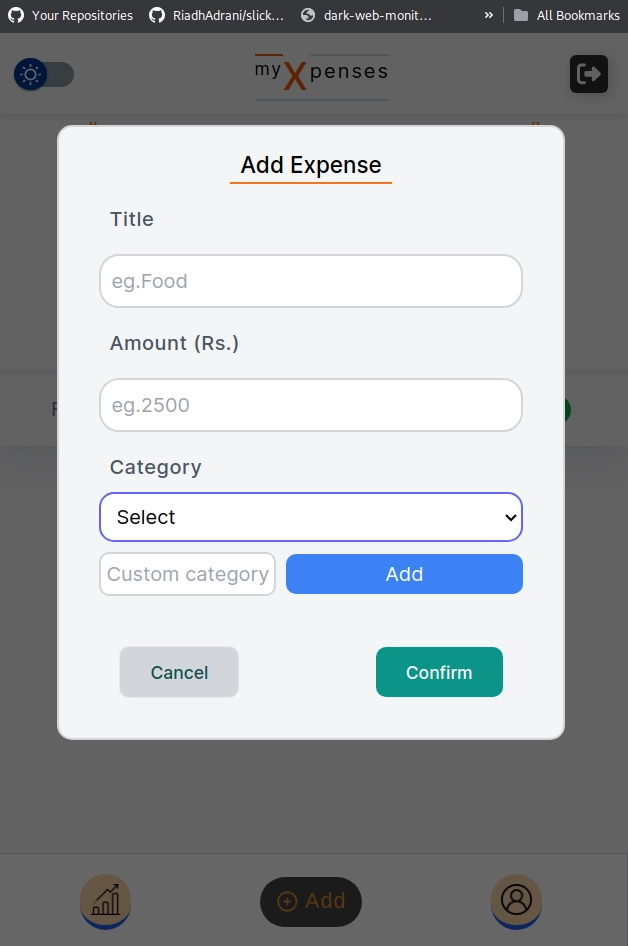 Your Repositories RiadhAdrani/slick... dark-web-monit... » All Bookmarks
myXpenses
Add Expense
Title
eg.Food
Amount (Rs.)
eg.2500
Category
Select
Custom category Add
Cancel Confirm
Add